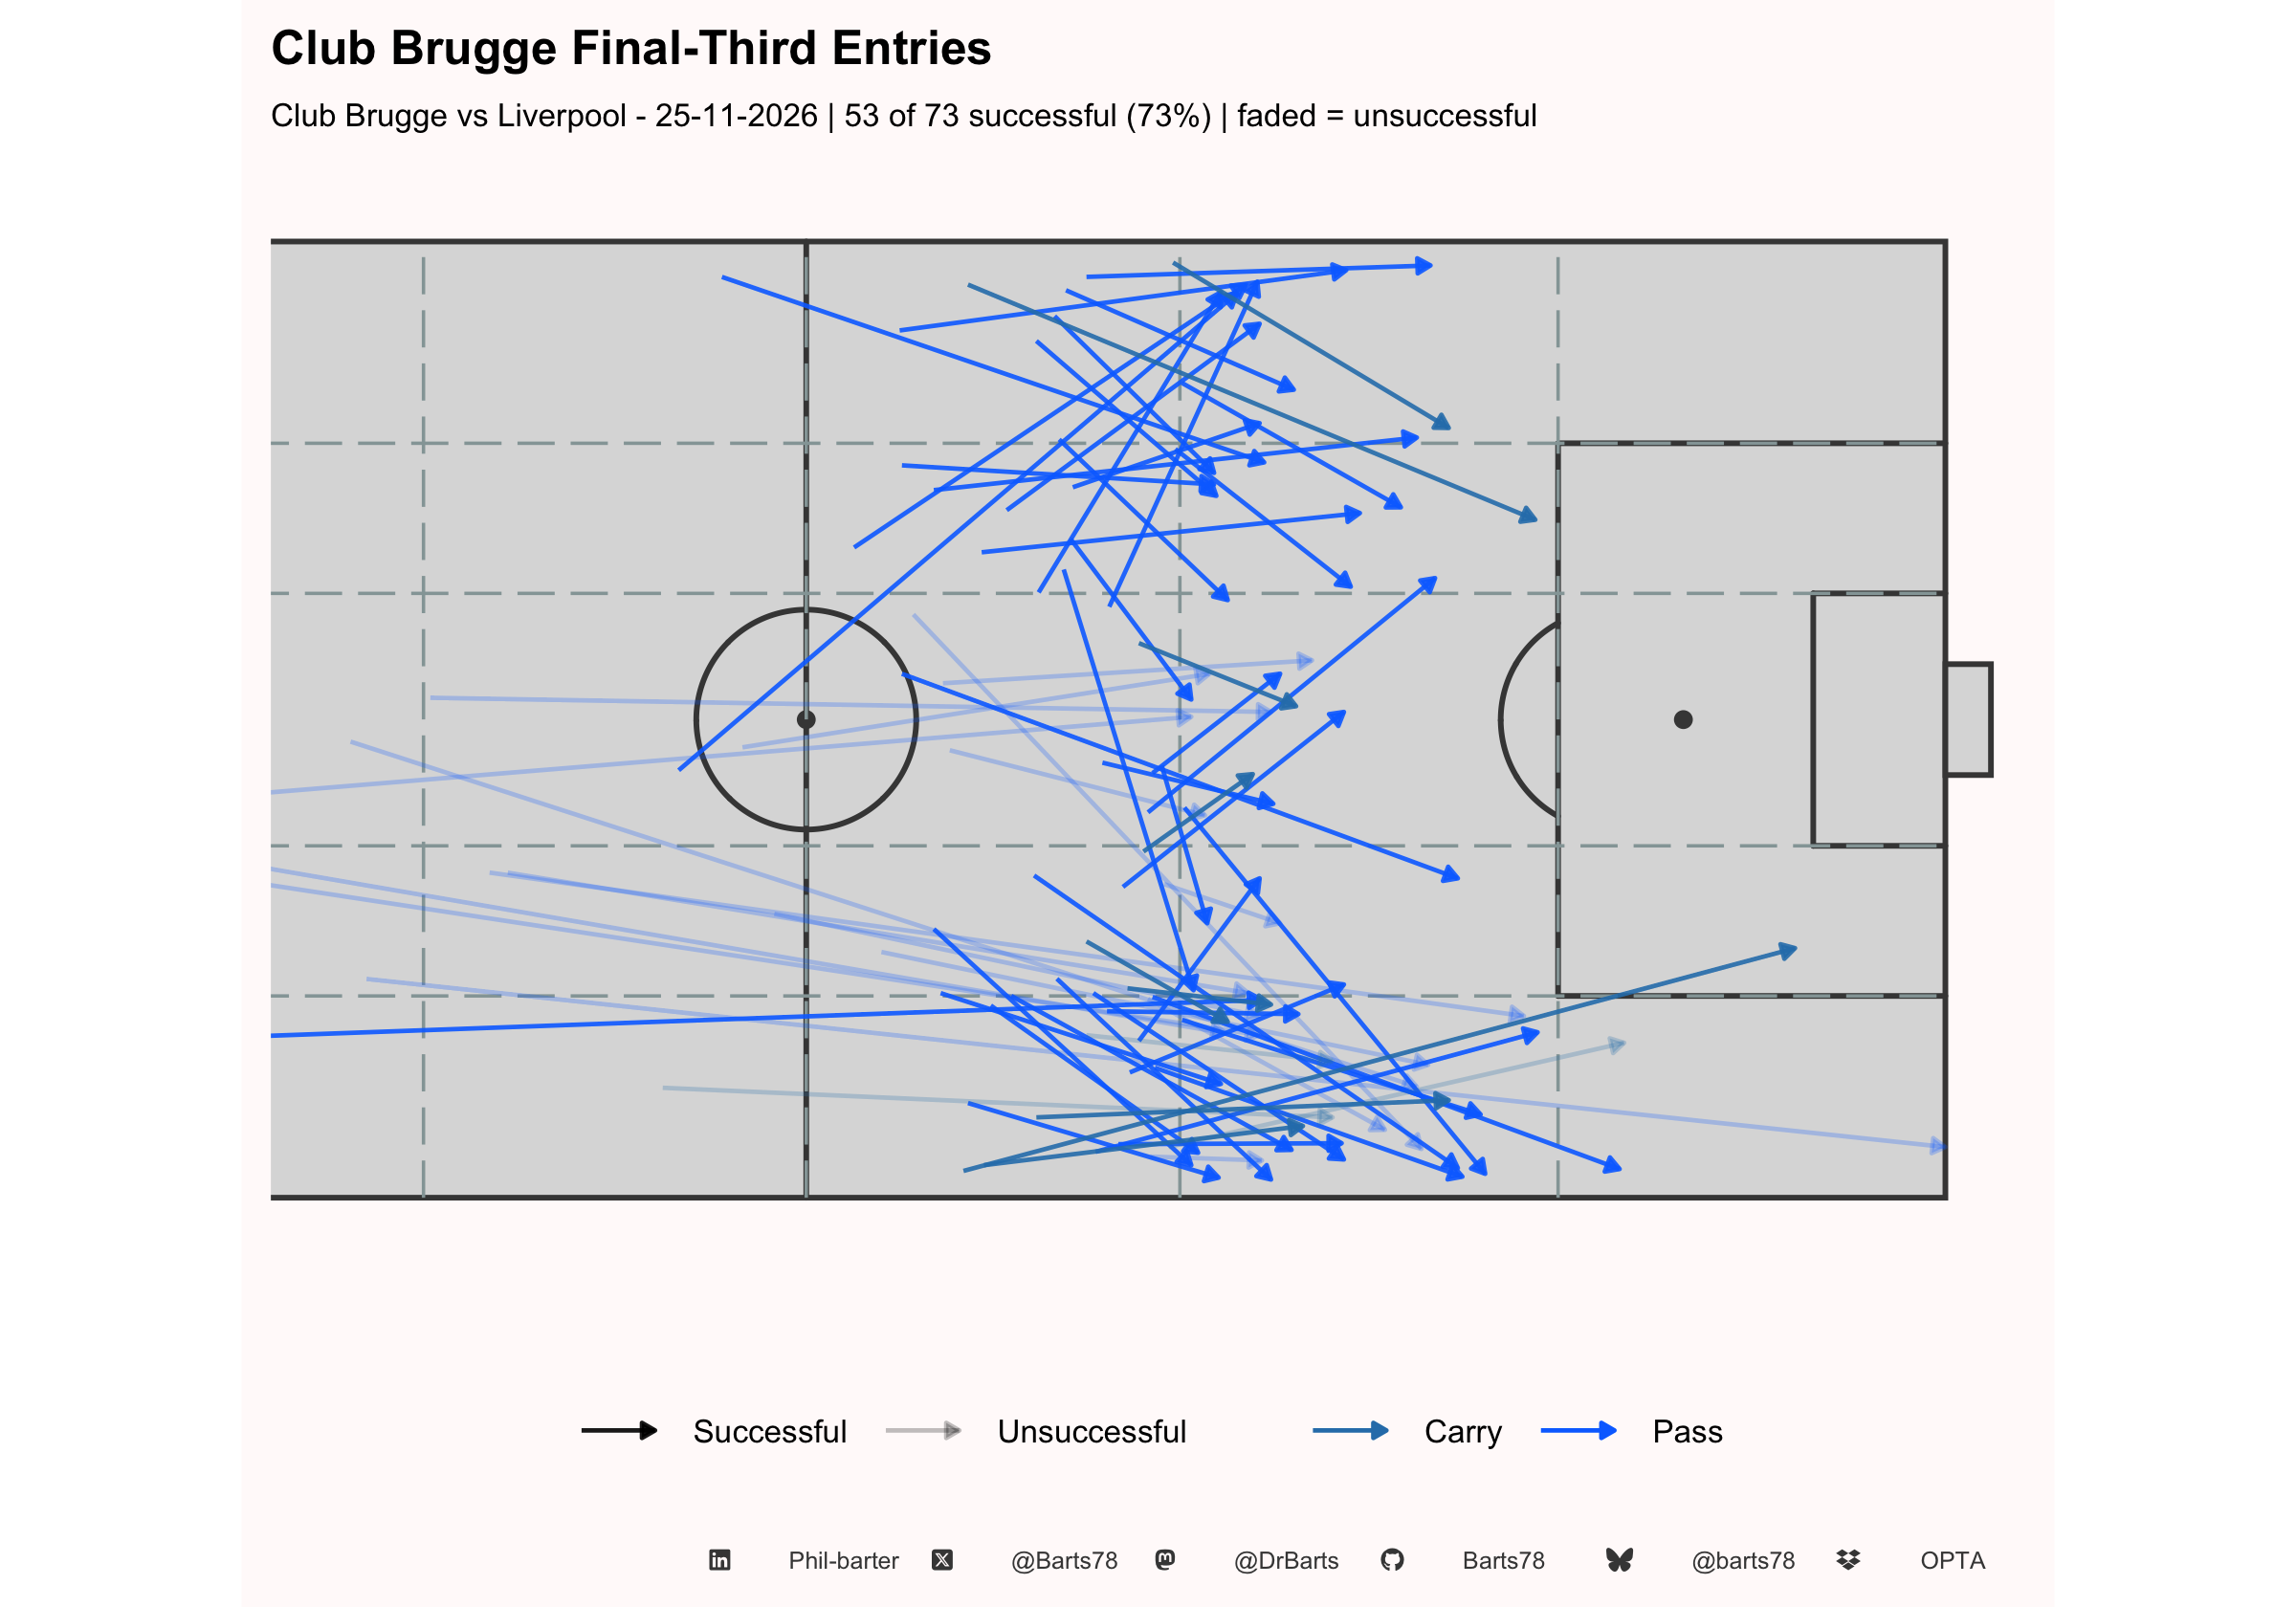 Club Brugge Final-Third Entries
Club Brugge vs Liverpool - 25-11-2026 | 53 of 73 successful (73%) | faded = unsuccessful
Successful Unsuccessful Carry Pass
Phil-barter @Barts78 @DrBarts Barts78 @barts78 OPTA